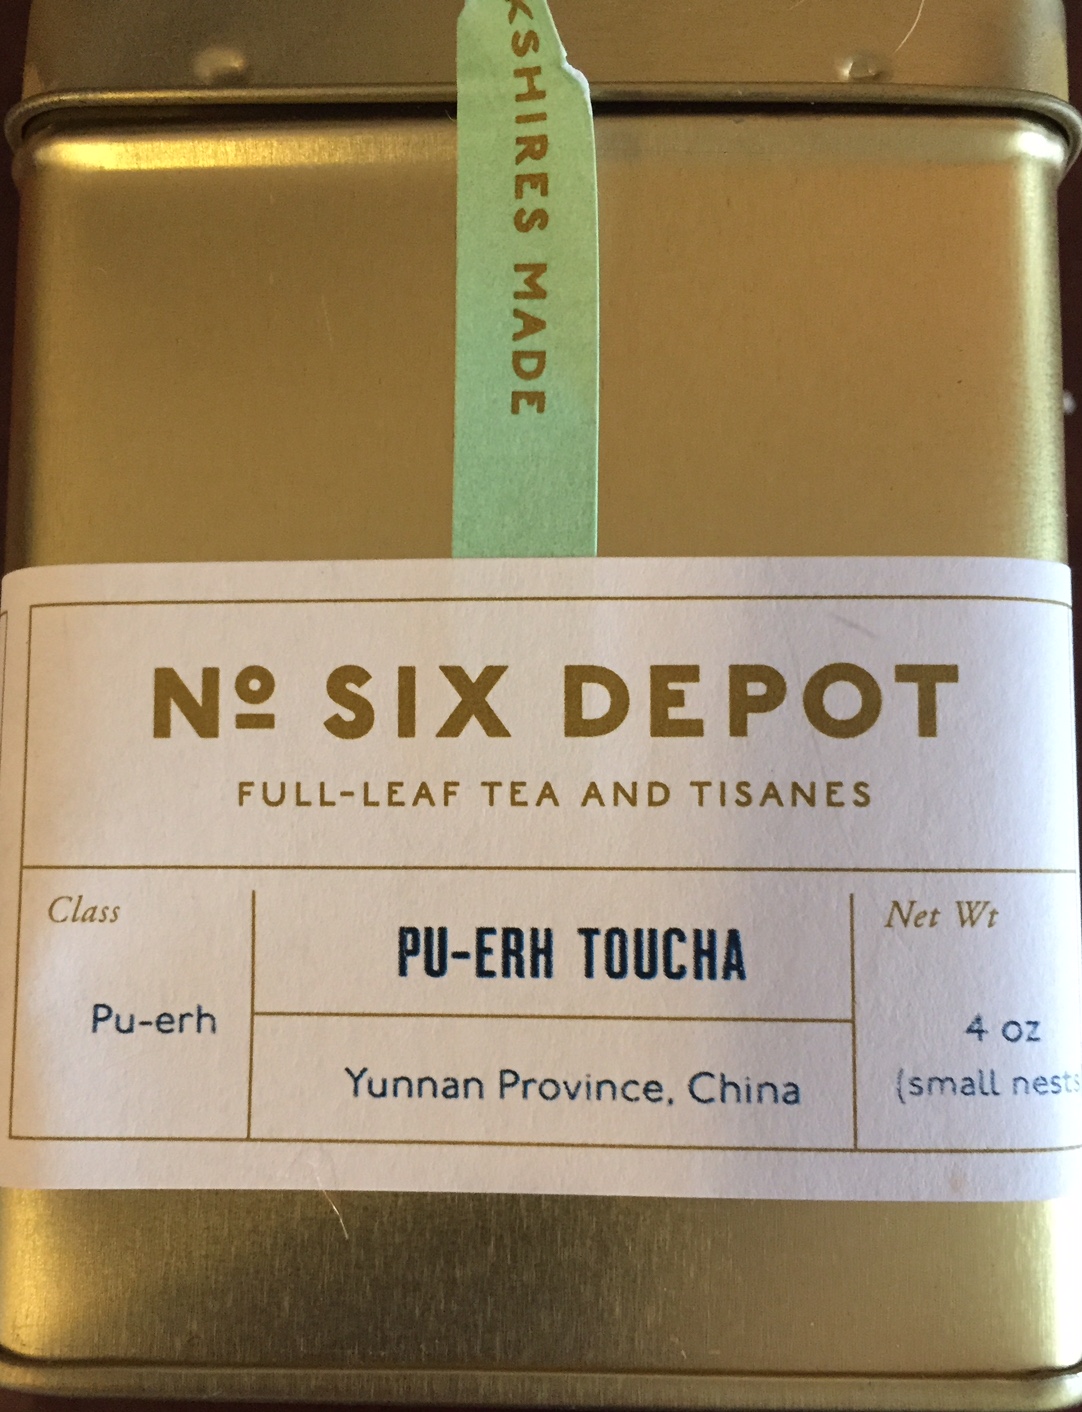 KSHIRES MADE
Nº SIX DEPOT
FULL-LEAF TEA AND TISANES
Class
Pu-erh
PU-ERH TOUCHA
Yunnan Province, China
Net Wt
4 oz
(small nests